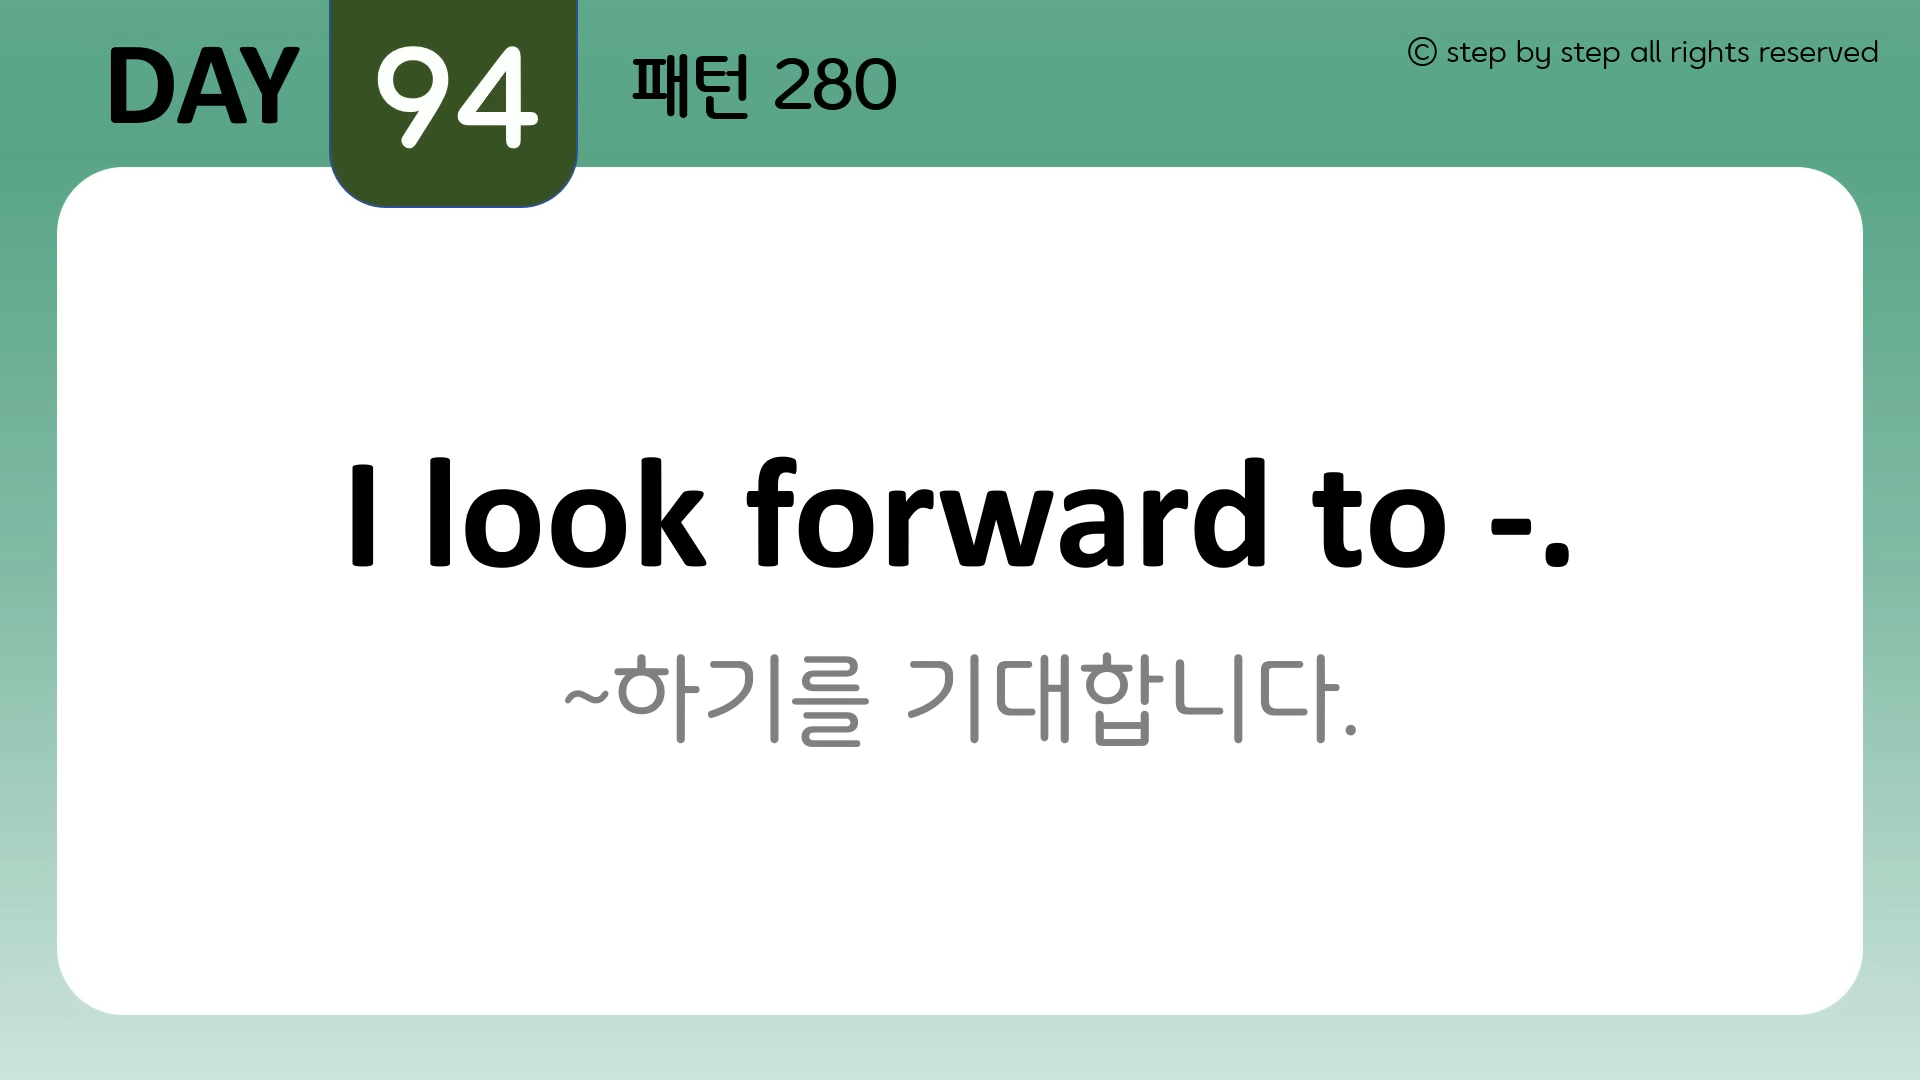 DAY 94 패턴 280
© step by step all rights reserved
I look forward to -.
~하기를 기대합니다.